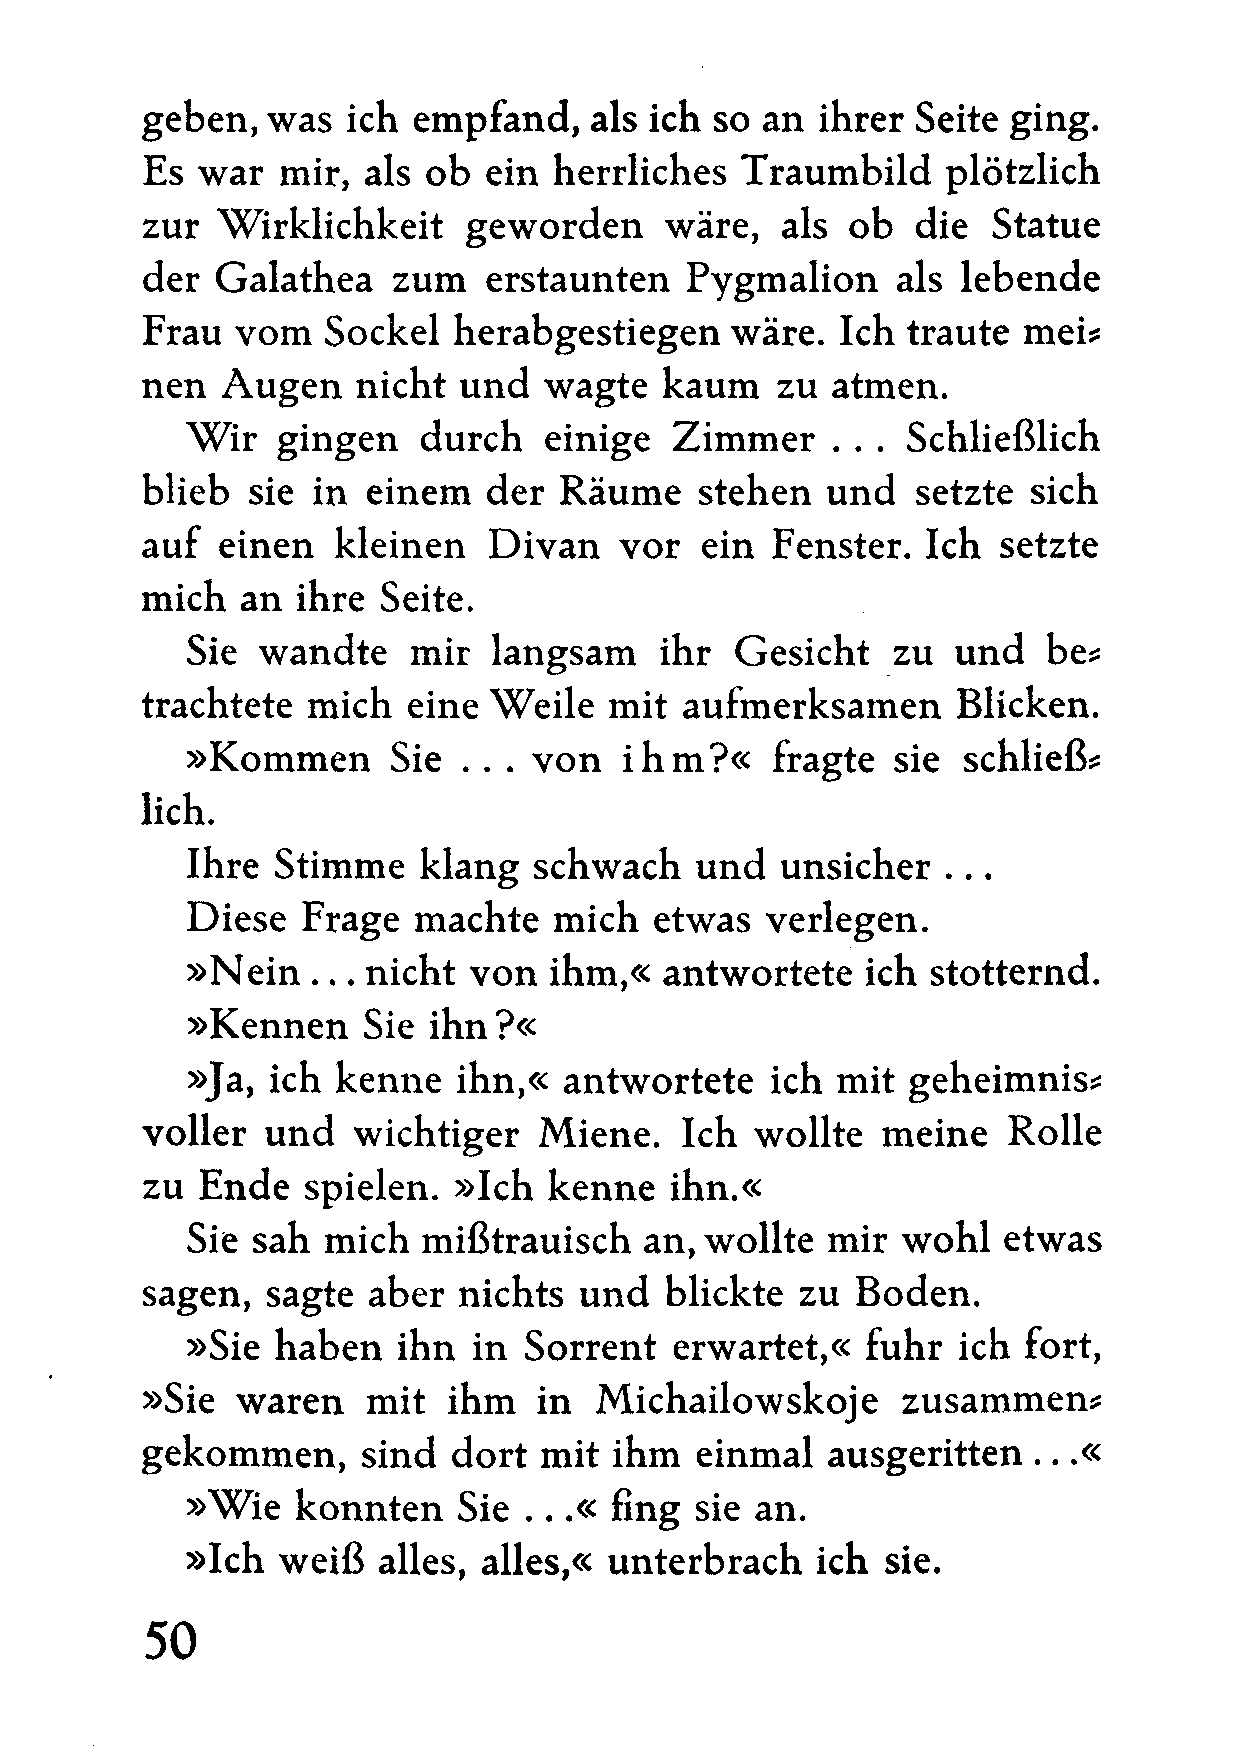 geben, was ich empfand, als ich so an ihrer Seite ging.
Es war mir, als ob ein herrliches Traumbild plötzlich
zur Wirklichkeit geworden wäre, als ob die Statue
der Galathea zum erstaunten Pygmalion als lebende
Frau vom Sockel herabgestiegen wäre. Ich traute mei⸗
nen Augen nicht und wagte kaum zu atmen.
Wir gingen durch einige Zimmer . . . Schließlich
blieb sie in einem der Räume stehen und setzte sich
auf einen kleinen Divan vor ein Fenster. Ich setzte
mich an ihre Seite.
Sie wandte mir langsam ihr Gesicht zu und be⸗
trachtete mich eine Weile mit aufmerksamen Blicken.
»Kommen Sie . . . von i h m?« fragte sie schließ⸗
lich.
Ihre Stimme klang schwach und unsicher . . .
Diese Frage machte mich etwas verlegen.
»Nein . . . nicht von ihm,« antwortete ich stotternd.
»Kennen Sie ihn?«
»Ja, ich kenne ihn,« antwortete ich mit geheimnis⸗
voller und wichtiger Miene. Ich wollte meine Rolle
zu Ende spielen. »Ich kenne ihn.«
Sie sah mich mißtrauisch an, wollte mir wohl etwas
sagen, sagte aber nichts und blickte zu Boden.
»Sie haben ihn in Sorrent erwartet,« fuhr ich fort,
»Sie waren mit ihm in Michailowskoje zusammen⸗
gekommen, sind dort mit ihm einmal ausgeritten . . .«
»Wie konnten Sie . . .« fing sie an.
»Ich weiß alles, alles,« unterbrach ich sie.
50